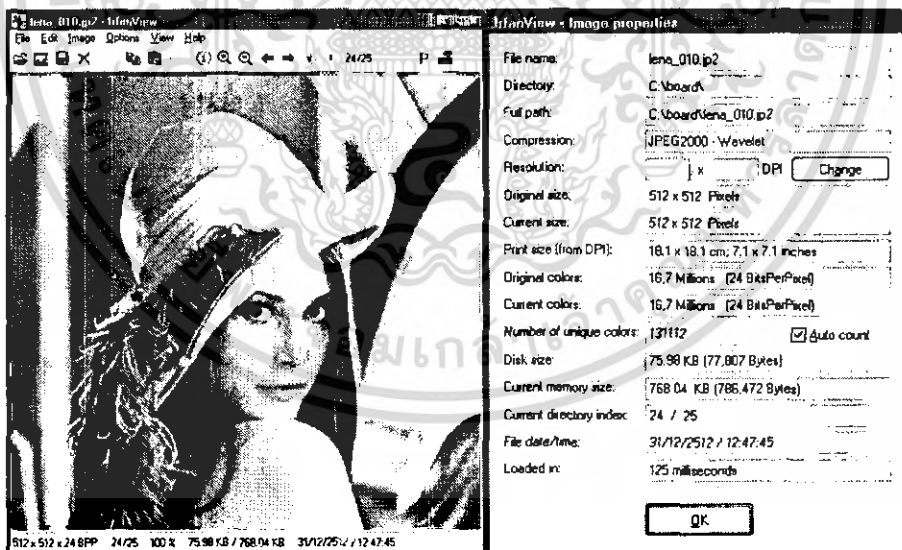 lena_010.jp2 - IrfanView
File Edit Image Options View Help
24/25
512 x 512 x 24 BPP 24/25 100 % 75.98 KB / 768.04 KB 31/12/2512 / 12:47:45
IrfanView - Image properties
File name: lena_010.jp2
Directory: C:\board\
Full path: C:\board\lena_010.jp2
Compression: JPEG2000 - Wavelet
Resolution: x DPI Change
Original size: 512 x 512 Pixels
Current size: 512 x 512 Pixels
Print size (from DPI): 18.1 x 18.1 cm; 7.1 x 7.1 inches
Original colors: 16,7 Millions (24 BitsPerPixel)
Current colors: 16,7 Millions (24 BitsPerPixel)
Number of unique colors: 131112 Auto count
Disk size: 75.98 KB (77,807 Bytes)
Current memory size: 768.04 KB (786,472 Bytes)
Current directory index: 24 / 25
File date/time: 31/12/2512 / 12:47:45
Loaded in: 125 milliseconds
OK